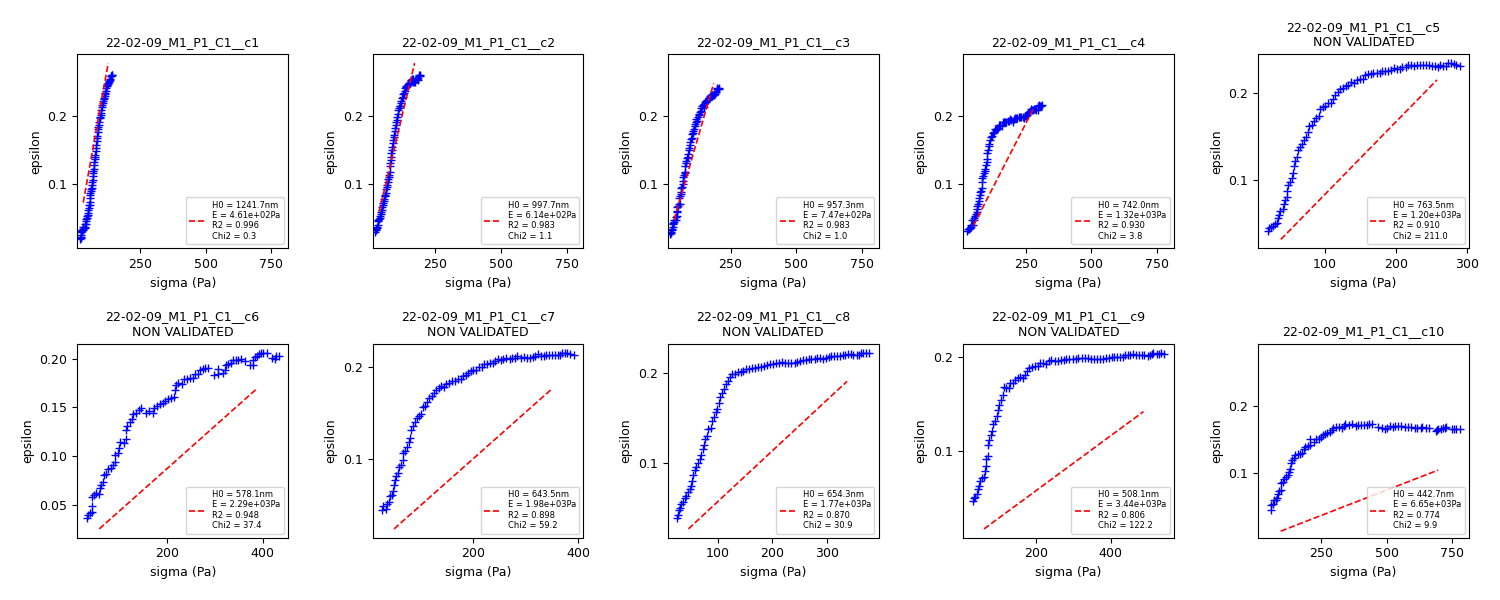 22-02-09_M1_P1_C1__c1
epsilon
0.2
0.1
H0 = 1241.7nm
E = 4.61e+02Pa
R2 = 0.996
Chi2 = 0.3
250
500
750
sigma (Pa)
22-02-09_M1_P1_C1__c2
epsilon
0.2
0.1
H0 = 997.7nm
E = 6.14e+02Pa
R2 = 0.983
Chi2 = 1.1
250
500
750
sigma (Pa)
22-02-09_M1_P1_C1__c3
epsilon
0.2
0.1
H0 = 957.3nm
E = 7.47e+02Pa
R2 = 0.983
Chi2 = 1.0
250
500
750
sigma (Pa)
22-02-09_M1_P1_C1__c4
epsilon
0.2
0.1
H0 = 742.0nm
E = 1.32e+03Pa
R2 = 0.930
Chi2 = 3.8
250
500
750
sigma (Pa)
22-02-09_M1_P1_C1__c5
NON VALIDATED
epsilon
0.2
0.1
H0 = 763.5nm
E = 1.20e+03Pa
R2 = 0.910
Chi2 = 211.0
100
200
300
sigma (Pa)
22-02-09_M1_P1_C1__c6
NON VALIDATED
epsilon
0.20
0.15
0.10
0.05
H0 = 578.1nm
E = 2.29e+03Pa
R2 = 0.948
Chi2 = 37.4
200
400
sigma (Pa)
22-02-09_M1_P1_C1__c7
NON VALIDATED
epsilon
0.2
0.1
H0 = 643.5nm
E = 1.98e+03Pa
R2 = 0.898
Chi2 = 59.2
200
400
sigma (Pa)
22-02-09_M1_P1_C1__c8
NON VALIDATED
epsilon
0.2
0.1
H0 = 654.3nm
E = 1.77e+03Pa
R2 = 0.870
Chi2 = 30.9
100
200
300
sigma (Pa)
22-02-09_M1_P1_C1__c9
NON VALIDATED
epsilon
0.2
0.1
H0 = 508.1nm
E = 3.44e+03Pa
R2 = 0.806
Chi2 = 122.2
200
400
sigma (Pa)
22-02-09_M1_P1_C1__c10
epsilon
0.2
0.1
H0 = 442.7nm
E = 6.65e+03Pa
R2 = 0.774
Chi2 = 9.9
250
500
750
sigma (Pa)